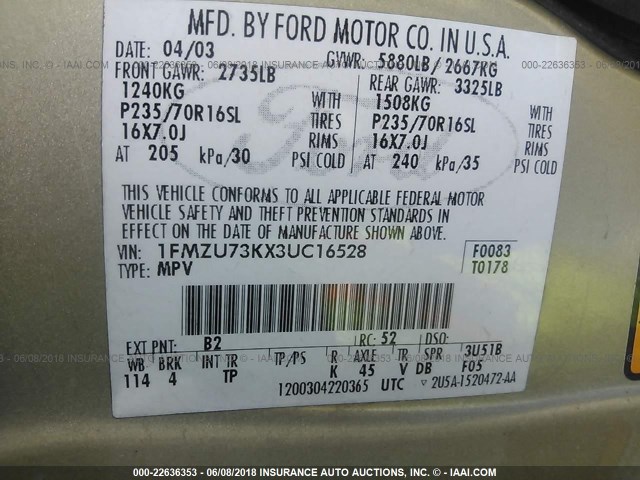 MFD. BY FORD MOTOR CO. IN U.S.A.
DATE: 04/03 GVWR: 5880LB/ 2667KG
FRONT GAWR: 2735LB REAR GAWR: 3325LB
1240KG WITH 1508KG WITH
P235/70R16SL TIRES P235/70R16SL TIRES
16X7.0J RIMS 16X7.0J RIMS
AT 205 kPa/30 PSI COLD AT 240 kPa/35 PSI COLD
Ford
THIS VEHICLE CONFORMS TO ALL APPLICABLE FEDERAL MOTOR
VEHICLE SAFETY AND THEFT PREVENTION STANDARDS IN
EFFECT ON THE DATE OF MANUFACTURE SHOWN ABOVE.
VIN: 1FMZU73KX3UC16528 F0083
TYPE: MPV T0178
EXT PNT: B2 RC: 52 DSO:
WB BRK INT TR TP/PS R AXLE TR SPR 3U51B
114 4 TP K 45 V DB F05
1200304220365 UTC 2U5A-1520472-AA
000-22636353 - 06/08/2018 INSURANCE AUTO AUCTIONS, INC. © - IAAI.COM